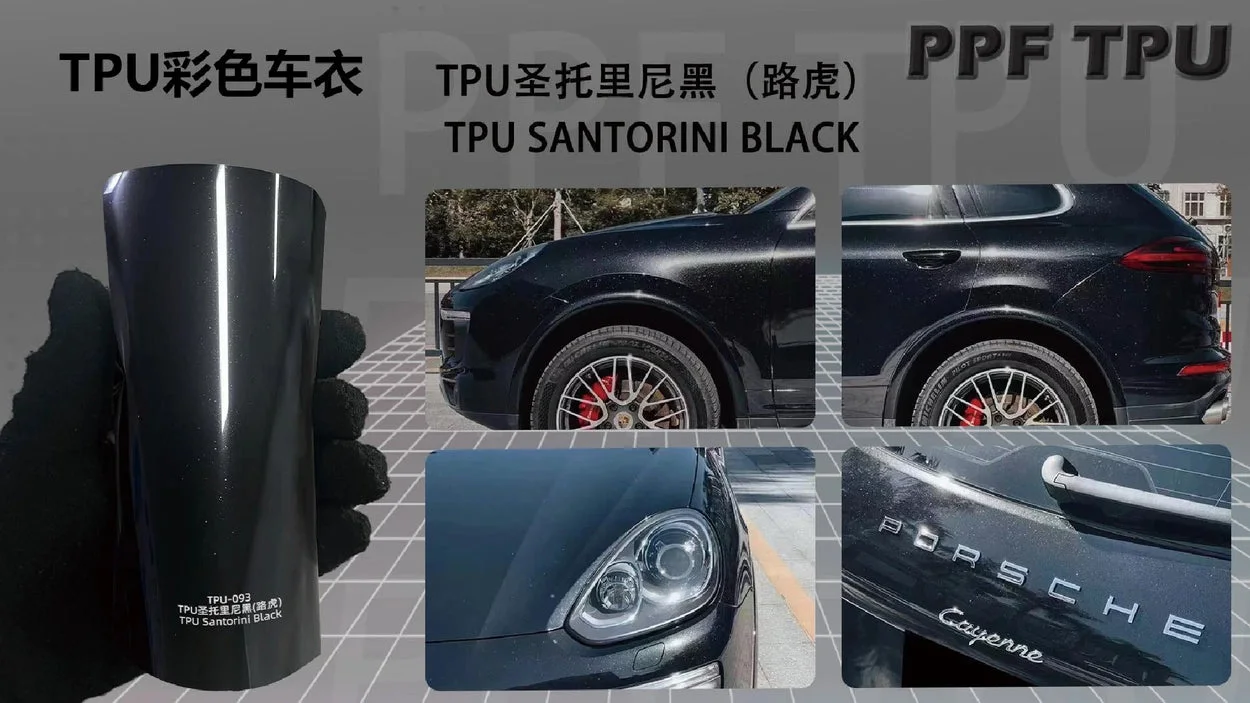 TPU彩色车衣
TPU圣托里尼黑（路虎）
TPU SANTORINI BLACK
PPF TPU
PPF TPU
TPU-093
TPU圣托里尼黑(路虎)
TPU Santorini Black
PORSCHE
Cayenne